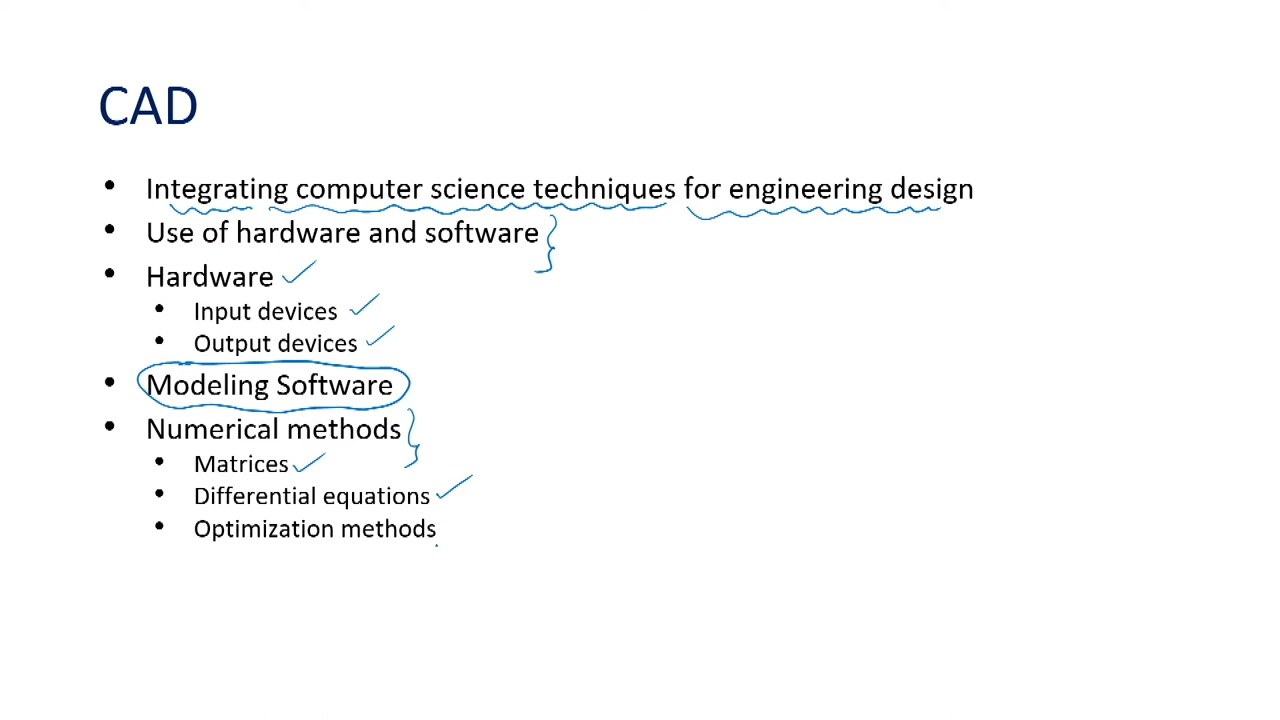 CAD
• Integrating computer science techniques for engineering design
• Use of hardware and software
• Hardware
• Input devices
• Output devices
• Modeling Software
• Numerical methods
• Matrices
• Differential equations
• Optimization methods